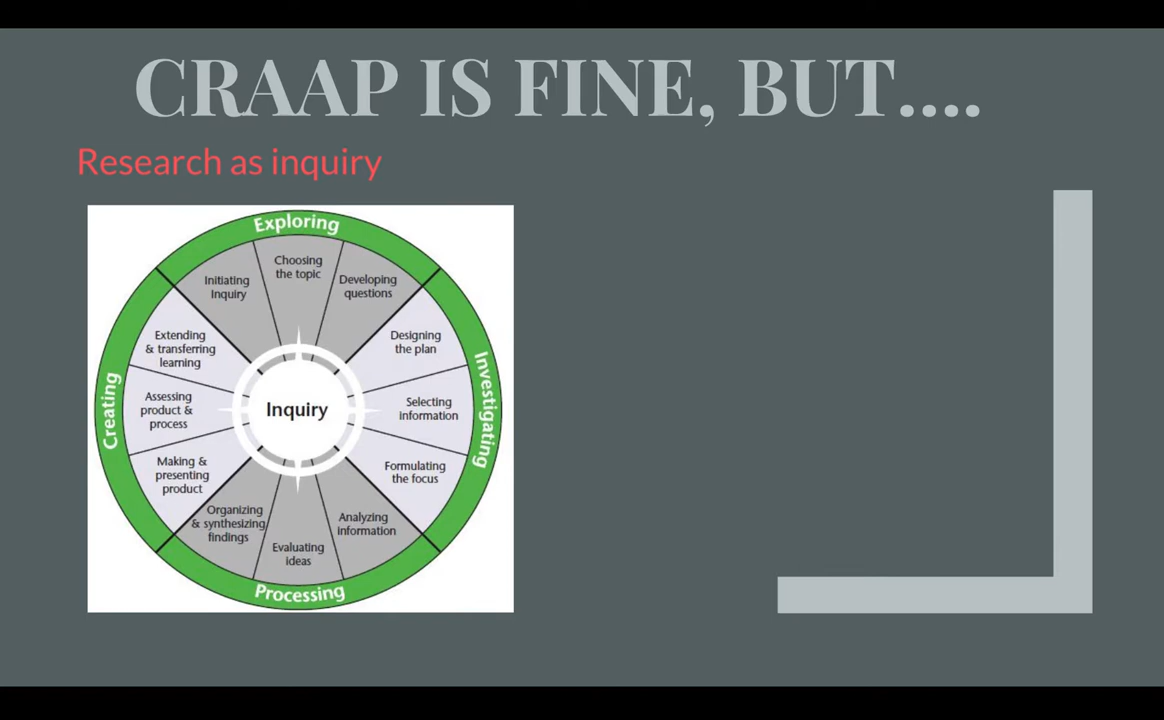 CRAAP IS FINE, BUT....
Research as inquiry
Exploring
Initiating
Inquiry
Choosing
the topic
Developing
questions
Investigating
Designing
the plan
Selecting
information
Formulating
the focus
Processing
Analyzing
information
Evaluating
ideas
Organizing
& synthesizing
findings
Creating
Making &
presenting
product
Assessing
product &
process
Extending
& transferring
learning
Inquiry